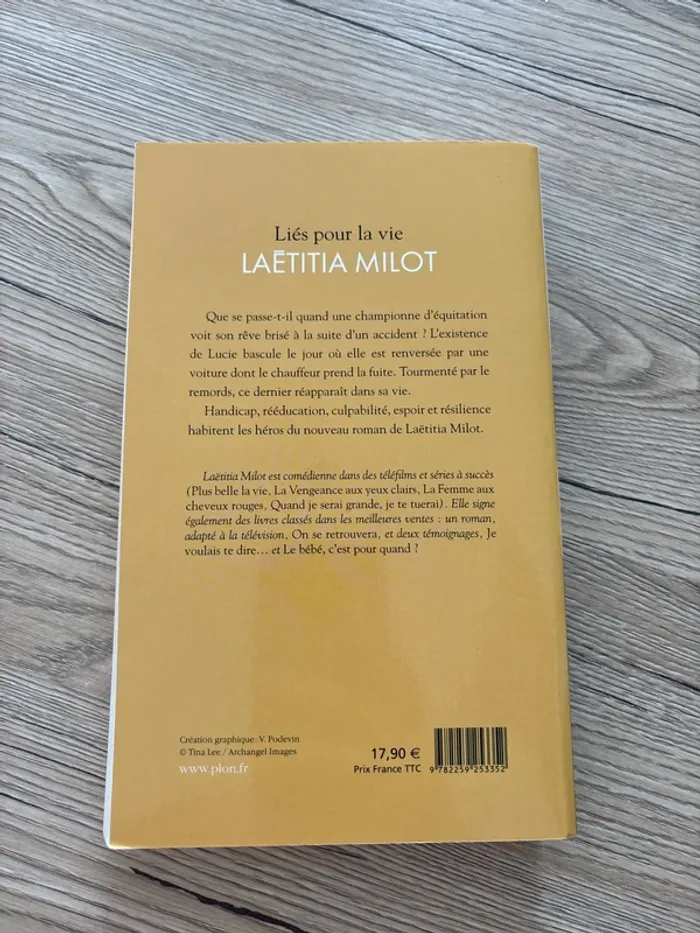 Liés pour la vie
LAËTITIA MILOT
Que se passe-t-il quand une championne d'équitation
voit son rêve brisé à la suite d'un accident ? L'existence
de Lucie bascule le jour où elle est renversée par une
voiture dont le chauffeur prend la fuite. Tourmenté par le
remords, ce dernier réapparaît dans sa vie.
Handicap, rééducation, culpabilité, espoir et résilience
habitent les héros du nouveau roman de Laëtitia Milot.
Laëtitia Milot est comédienne dans des téléfilms et séries à succès
(Plus belle la vie, La Vengeance aux yeux clairs, La Femme aux
cheveux rouges, Quand je serai grande, je te tuerai). Elle signe
également des livres classés dans les meilleures ventes : un roman,
adapté à la télévision, On se retrouvera, et deux témoignages, Je
voulais te dire... et Le bébé, c'est pour quand ?
Création graphique : V. Podevin
© Tina Lee / Archangel Images
www.plon.fr
17,90 €
Prix France TTC
9 782259 253352